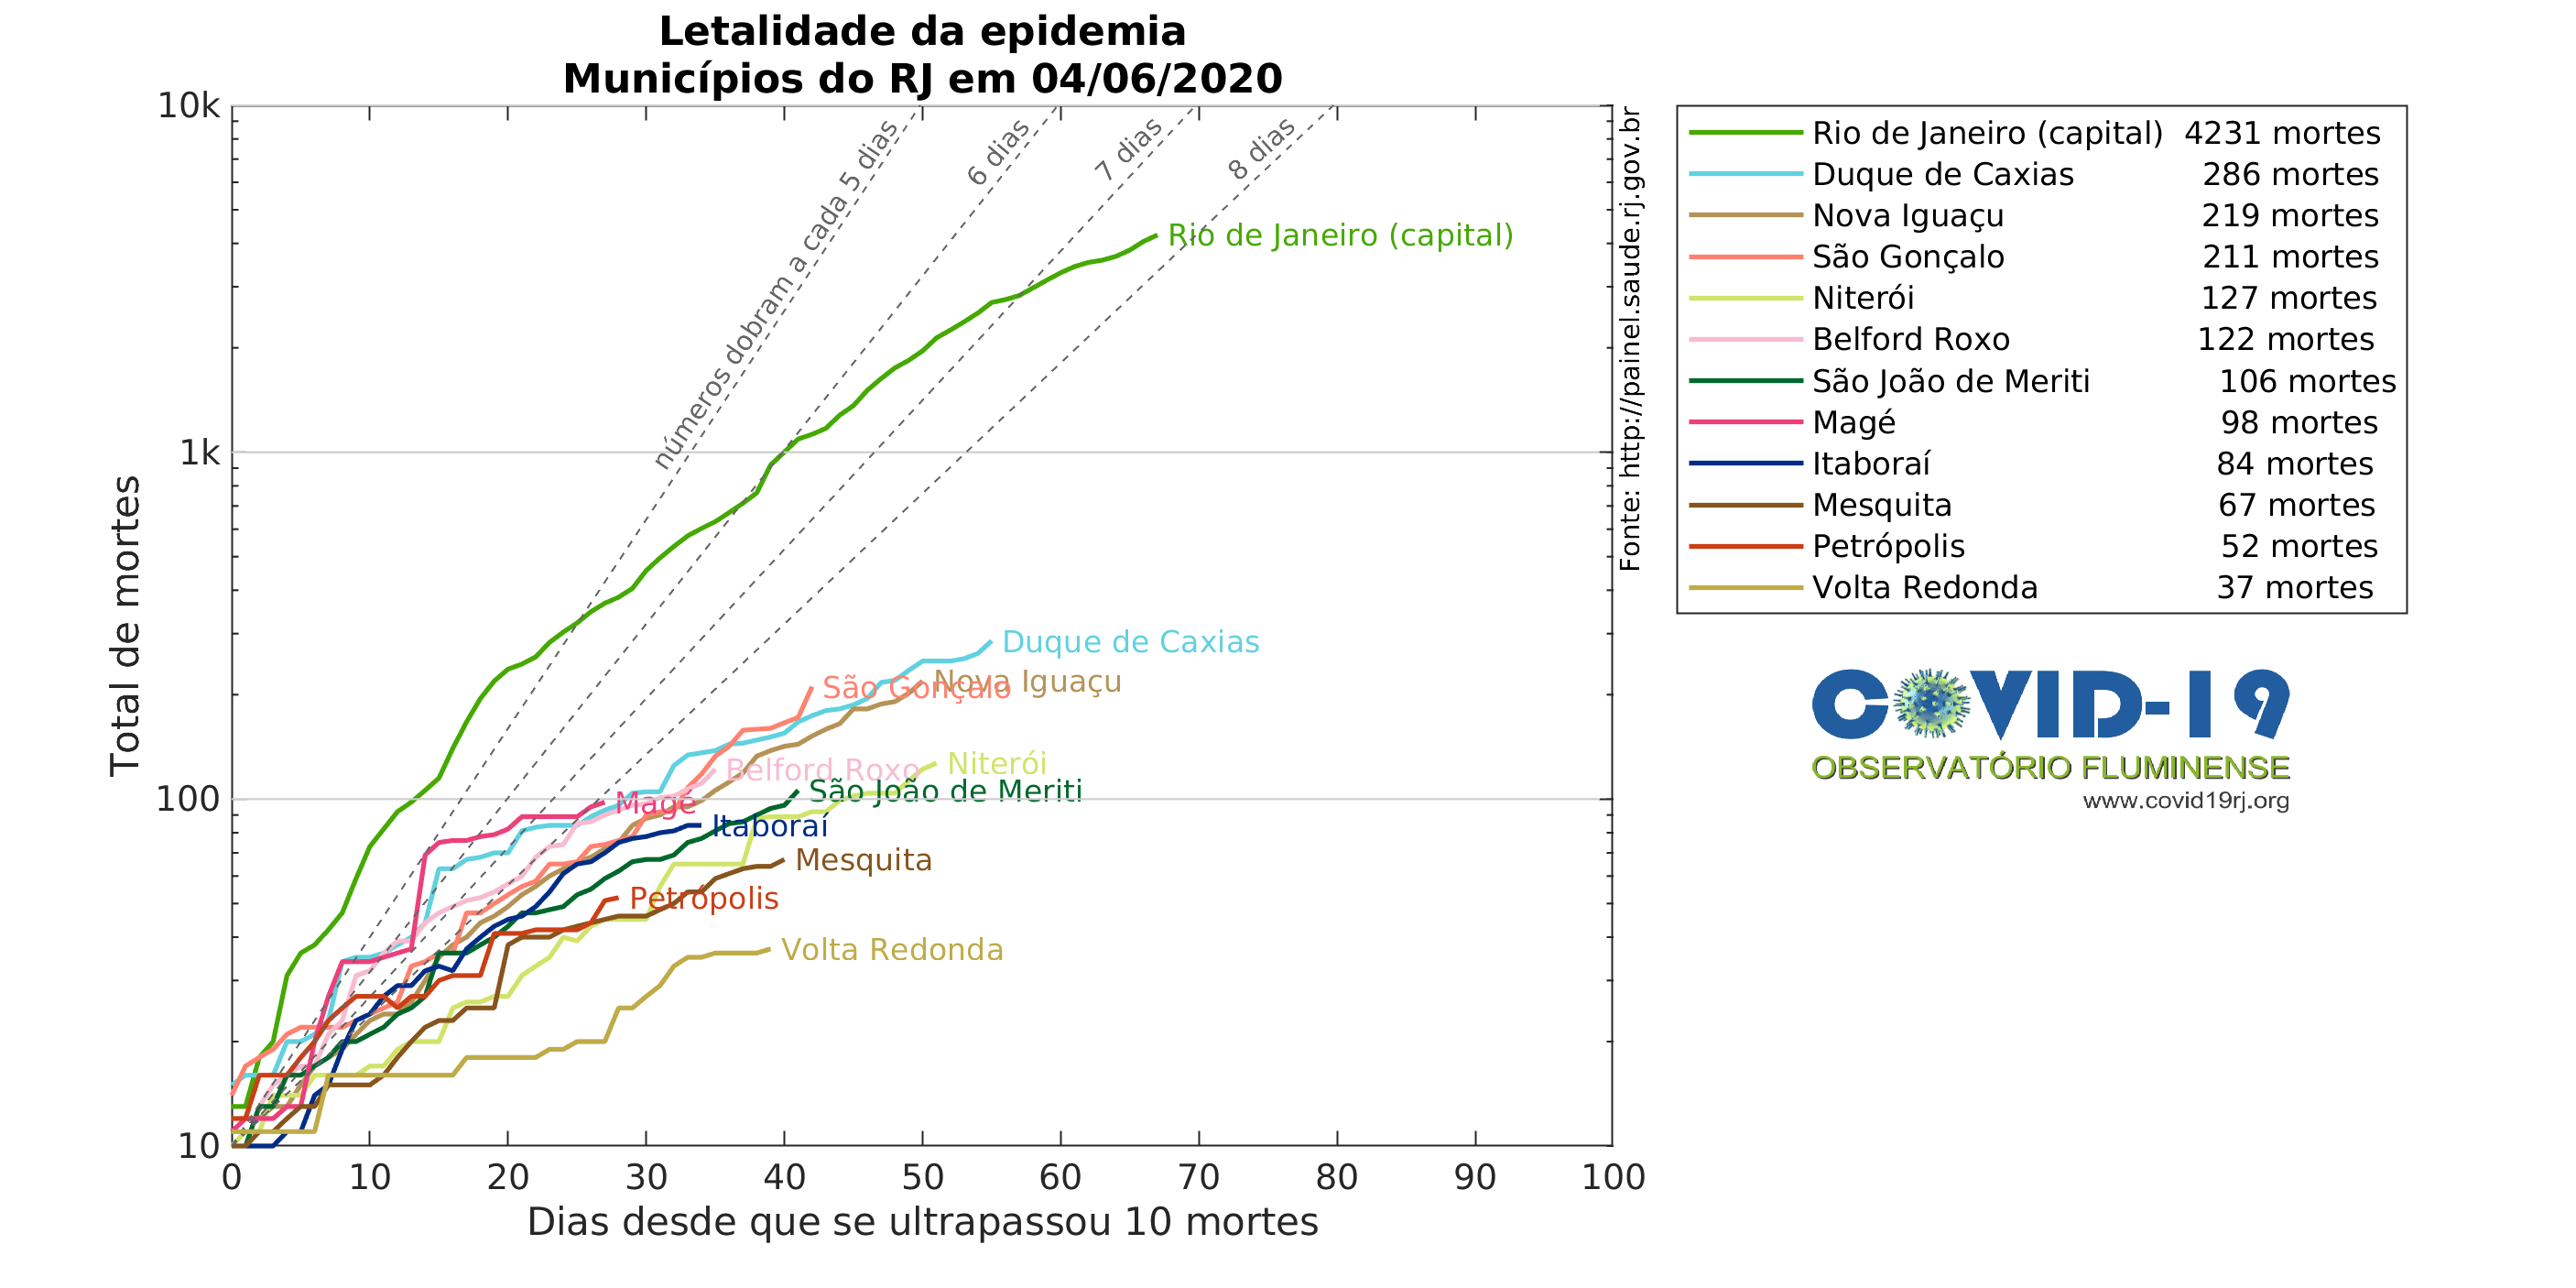 Letalidade da epidemia
Municípios do RJ em 04/06/2020
Total de mortes
10k
1k
100
10
0 10 20 30 40 50 60 70 80 90 100
Dias desde que se ultrapassou 10 mortes
números dobram a cada 5 dias
6 dias
7 dias
8 dias
Rio de Janeiro (capital)
Duque de Caxias
Nova Iguaçu
São Gonçalo
Niterói
Belford Roxo
São João de Meriti
Magé
Itaboraí
Mesquita
Petrópolis
Volta Redonda
Fonte: http://painel.saude.rj.gov.br
Rio de Janeiro (capital) 4231 mortes
Duque de Caxias 286 mortes
Nova Iguaçu 219 mortes
São Gonçalo 211 mortes
Niterói 127 mortes
Belford Roxo 122 mortes
São João de Meriti 106 mortes
Magé 98 mortes
Itaboraí 84 mortes
Mesquita 67 mortes
Petrópolis 52 mortes
Volta Redonda 37 mortes
COVID-19
OBSERVATÓRIO FLUMINENSE
www.covid19rj.org